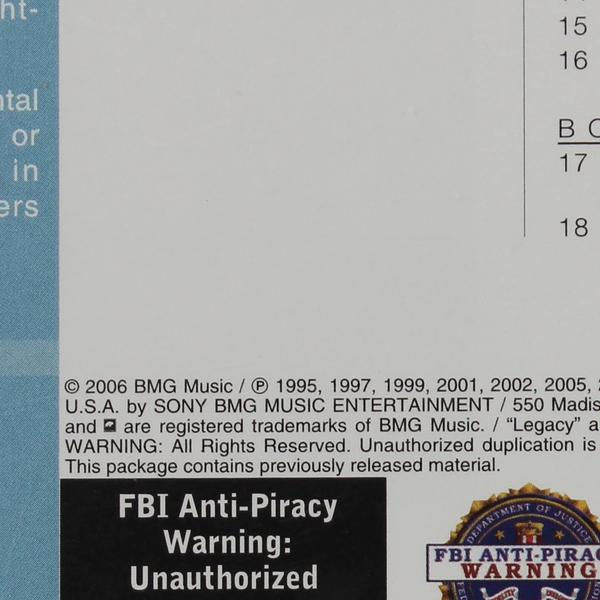 ht-
ntal
or
in
ers
15
16
B C
17
18
© 2006 BMG Music / ℗ 1995, 1997, 1999, 2001, 2002, 2005,
U.S.A. by SONY BMG MUSIC ENTERTAINMENT / 550 Madis
and are registered trademarks of BMG Music. / “Legacy” a
WARNING: All Rights Reserved. Unauthorized duplication is
This package contains previously released material.
FBI Anti-Piracy
Warning:
Unauthorized
DEPARTMENT OF JUSTICE
FBI ANTI-PIRAC
WARNING